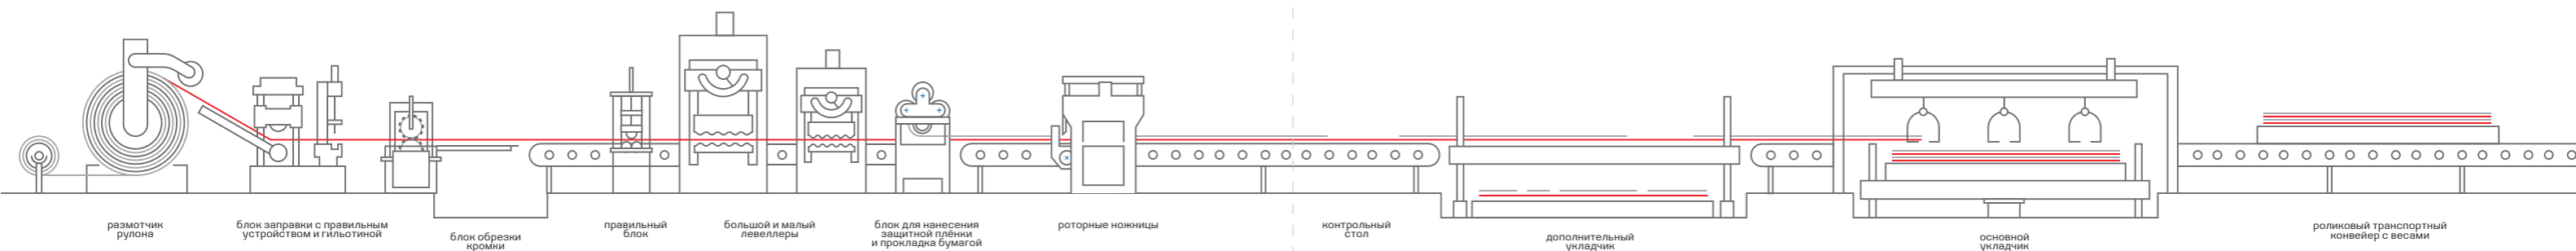 размотчик
рулона
блок заправки с правильным
устройством и гильотиной
блок обрезки
кромки
правильный
блок
большой и малый
левеллеры
блок для нанесения
защитной плёнки
и прокладка бумагой
роторные ножницы
контрольный
стол
дополнительный
укладчик
основной
укладчик
роликовый транспортный
конвейер с весами